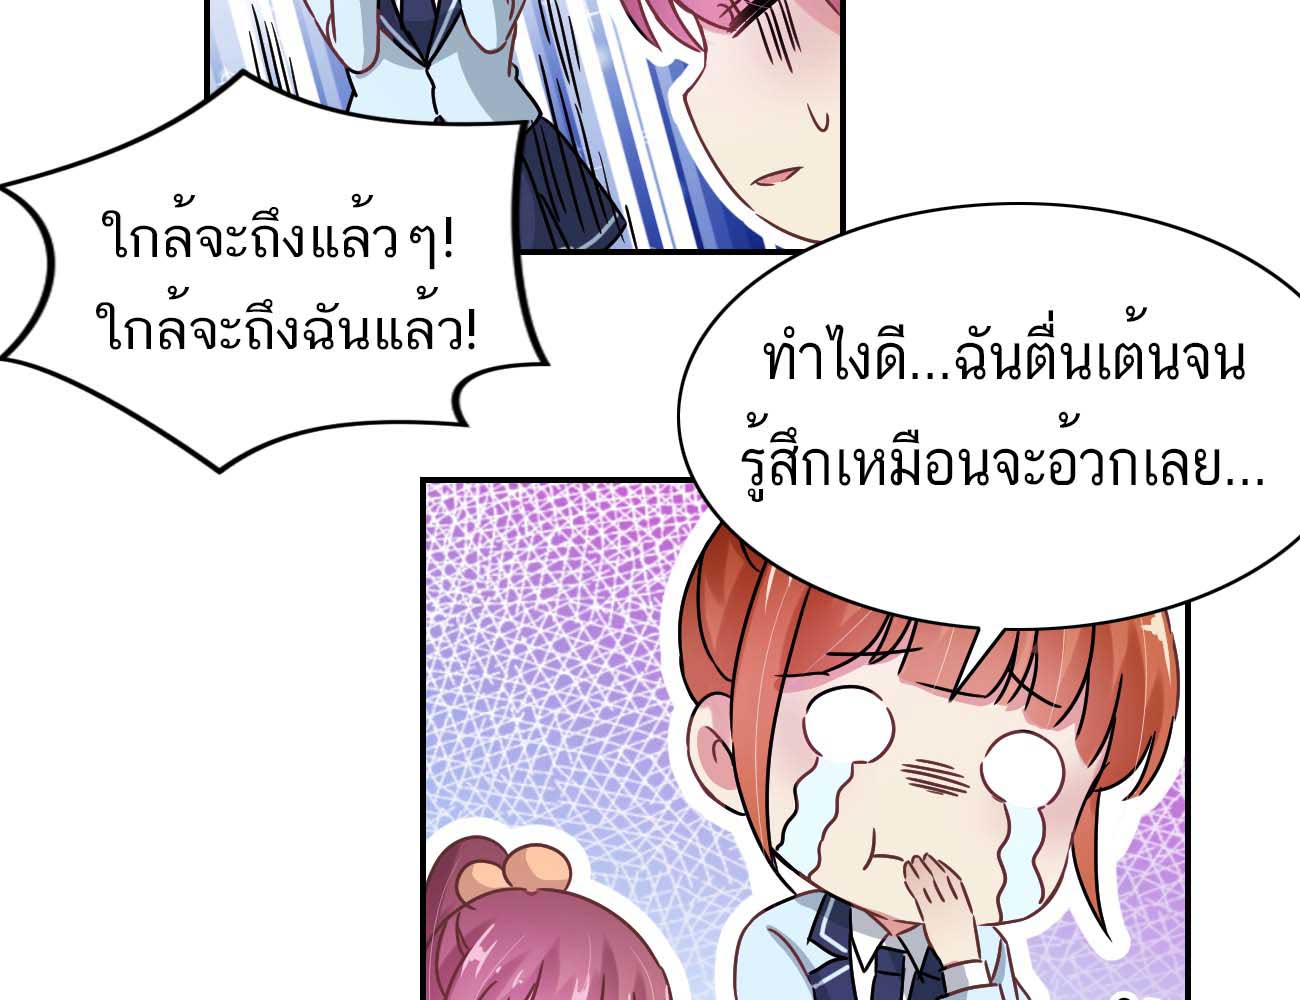 ใกล้จะถึงแล้วๆ!
ใกล้จะถึงฉันแล้ว!
ทำไงดี...ฉันตื่นเต้นจน
รู้สึกเหมือนจะอ้วกเลย...